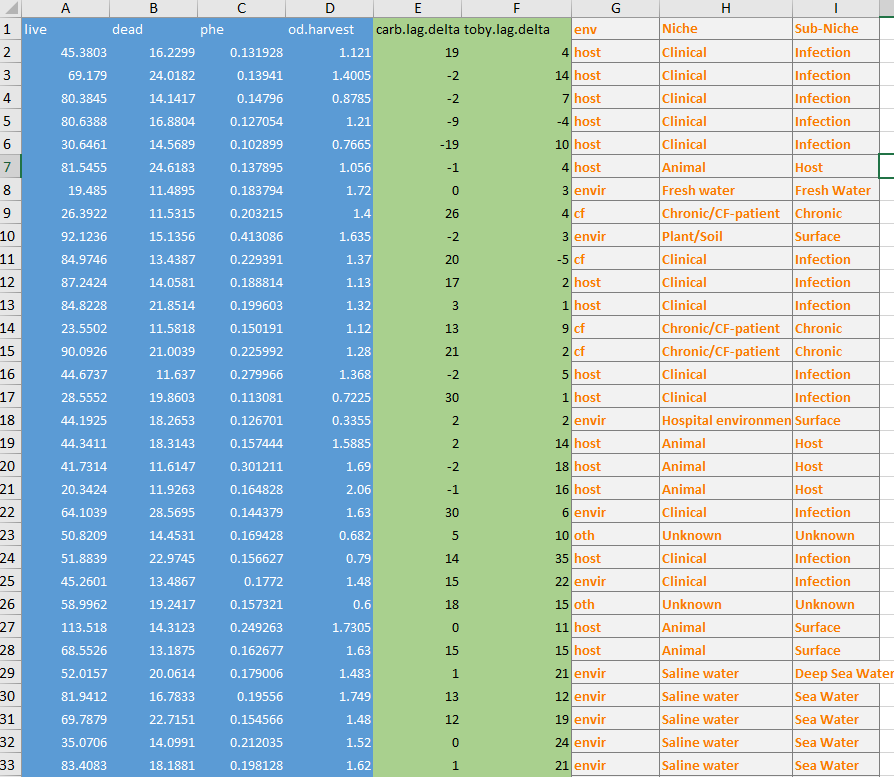 A B C D E F G H I
1 live dead phe od.harvest carb.lag.delta toby.lag.delta env Niche Sub-Niche
2 45.3803 16.2299 0.131928 1.121 19 4 host Clinical Infection
3 69.179 24.0182 0.13941 1.4005 -2 14 host Clinical Infection
4 80.3845 14.1417 0.14796 0.8785 -2 7 host Clinical Infection
5 80.6388 16.8804 0.127054 1.21 -9 -4 host Clinical Infection
6 30.6461 14.5689 0.102899 0.7665 -19 10 host Clinical Infection
7 81.5455 24.6183 0.137895 1.056 -1 4 host Animal Host
8 19.485 11.4895 0.183794 1.72 0 3 envir Fresh water Fresh Water
9 26.3922 11.5315 0.203215 1.4 26 4 cf Chronic/CF-patient Chronic
10 92.1236 15.1356 0.413086 1.635 -2 3 envir Plant/Soil Surface
11 84.9746 13.4387 0.229391 1.37 20 -5 cf Clinical Infection
12 87.2424 14.0581 0.188814 1.13 17 2 host Clinical Infection
13 84.8228 21.8514 0.199603 1.32 3 1 host Clinical Infection
14 23.5502 11.5818 0.150191 1.12 13 9 cf Chronic/CF-patient Chronic
15 90.0926 21.0039 0.225992 1.28 21 2 cf Chronic/CF-patient Chronic
16 44.6737 11.637 0.279966 1.368 -2 5 host Clinical Infection
17 28.5552 19.8603 0.113081 0.7225 30 1 host Clinical Infection
18 44.1925 18.2653 0.126701 0.3355 2 2 envir Hospital environmen Surface
19 44.3411 18.3143 0.157444 1.5885 2 14 host Animal Host
20 41.7314 11.6147 0.301211 1.69 -2 18 host Animal Host
21 20.3424 11.9263 0.164828 2.06 -1 16 host Animal Host
22 64.1039 28.5695 0.144379 1.63 30 6 envir Clinical Infection
23 50.8209 14.4531 0.169428 0.682 5 10 oth Unknown Unknown
24 51.8839 22.9745 0.156627 0.79 14 35 host Clinical Infection
25 45.2601 13.4867 0.1772 1.48 15 22 envir Clinical Infection
26 58.9962 19.2417 0.157321 0.6 18 15 oth Unknown Unknown
27 113.518 14.3123 0.249263 1.7305 0 11 host Animal Surface
28 68.5526 13.1875 0.162677 1.63 15 15 host Animal Surface
29 52.0157 20.0614 0.179006 1.483 1 21 envir Saline water Deep Sea Water
30 81.9412 16.7833 0.19556 1.749 13 12 envir Saline water Sea Water
31 69.7879 22.7151 0.154566 1.48 12 19 envir Saline water Sea Water
32 35.0706 14.0991 0.212035 1.52 0 24 envir Saline water Sea Water
33 83.4083 18.1881 0.198128 1.62 1 21 envir Saline water Sea Water